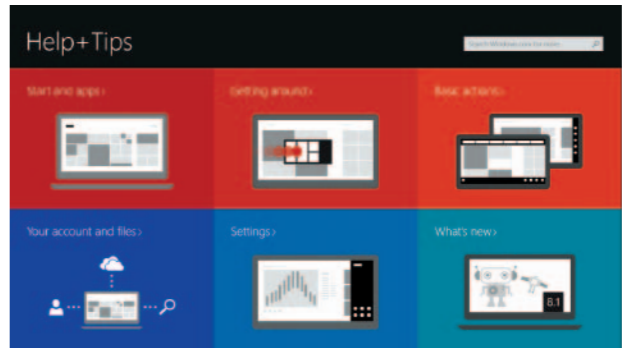 Help+Tips
Start and apps›
Getting around›
Basic actions›
Your account and files›
Settings›
What's new›
8.1